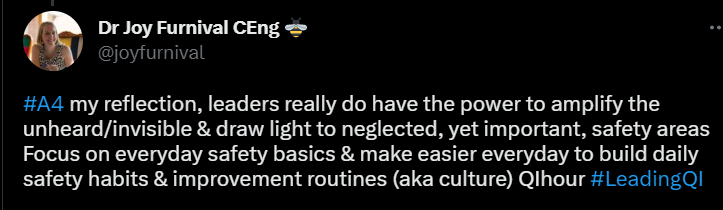 Dr Joy Furnival CEng 🐝
@joyfurnival
#A4 my reflection, leaders really do have the power to amplify the
unheard/invisible & draw light to neglected, yet important, safety areas
Focus on everyday safety basics & make easier everyday to build daily
safety habits & improvement routines (aka culture) QIhour #LeadingQI